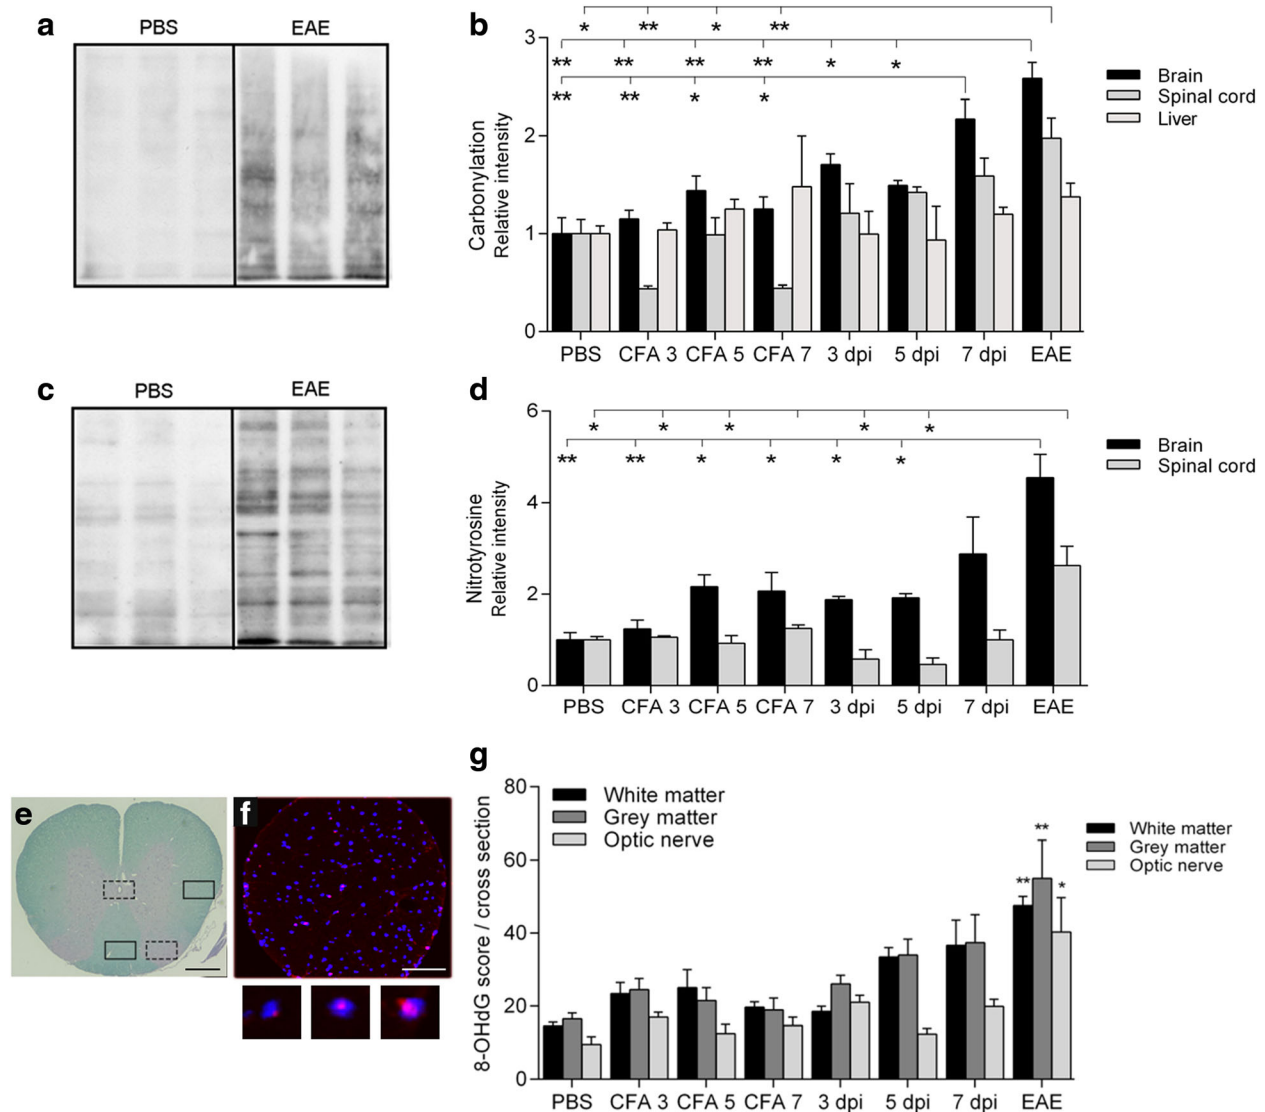 a
PBS EAE
b
* ** * **
** ** ** ** * *
** ** * *
3
2
1
0
Carbonylation
Relative intensity
PBS CFA 3 CFA 5 CFA 7 3 dpi 5 dpi 7 dpi EAE
Brain
Spinal cord
Liver
c
PBS EAE
d
* * * * *
** ** * * * *
6
4
2
0
Nitrotyrosine
Relative intensity
PBS CFA 3 CFA 5 CFA 7 3 dpi 5 dpi 7 dpi EAE
Brain
Spinal cord
e
f
g
80
60
40
20
0
8-OHdG score / cross section
White matter
Grey matter
Optic nerve
** ** *
PBS CFA 3 CFA 5 CFA 7 3 dpi 5 dpi 7 dpi EAE
White matter
Grey matter
Optic nerve